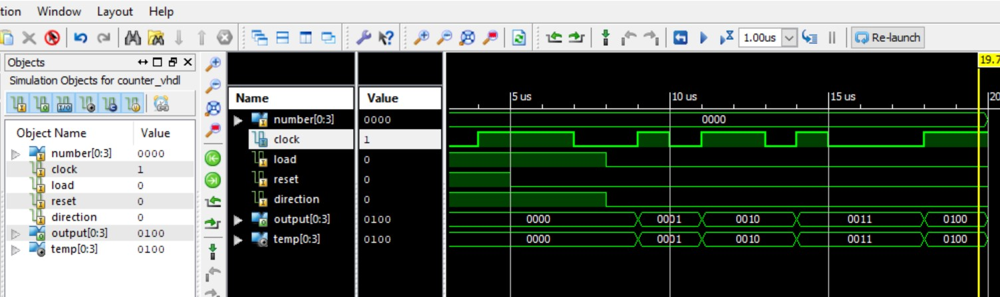 tion Window Layout Help
1.00us Re-launch
Objects
Simulation Objects for counter_vhdl
Object Name Value
number[0:3] 0000
clock 1
load 0
reset 0
direction 0
output[0:3] 0100
temp[0:3] 0100
Name Value
number[0:3] 0000
clock 1
load 0
reset 0
direction 0
output[0:3] 0100
temp[0:3] 0100
19.7
5 us 10 us 15 us 20
0000
0000 0001 0010 0011 0100
0000 0001 0010 0011 0100